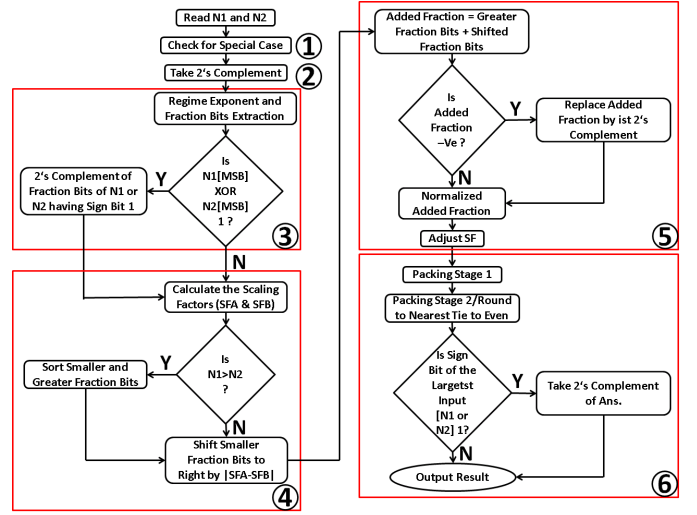 Read N1 and N2
Check for Special Case
1
Take 2's Complement
2
Regime Exponent and
Fraction Bits Extraction
Is
N1[MSB]
XOR
N2[MSB]
1 ?
Y
2's Complement of
Fraction Bits of N1 or
N2 having Sign Bit 1
3
N
Calculate the Scaling
Factors (SFA & SFB)
Is
N1>N2
?
Y
Sort Smaller and
Greater Fraction Bits
N
Shift Smaller
Fraction Bits to
Right by |SFA-SFB|
4
Added Fraction = Greater
Fraction Bits + Shifted
Fraction Bits
Is
Added
Fraction
–Ve ?
Y
Replace Added
Fraction by ist 2's
Complement
N
Normalized
Added Fraction
Adjust SF
5
Packing Stage 1
Packing Stage 2/Round
to Nearest Tie to Even
Is Sign
Bit of the
Largetst
Input
[N1 or
N2] 1?
Y
Take 2's Complement
of Ans.
N
Output Result
6